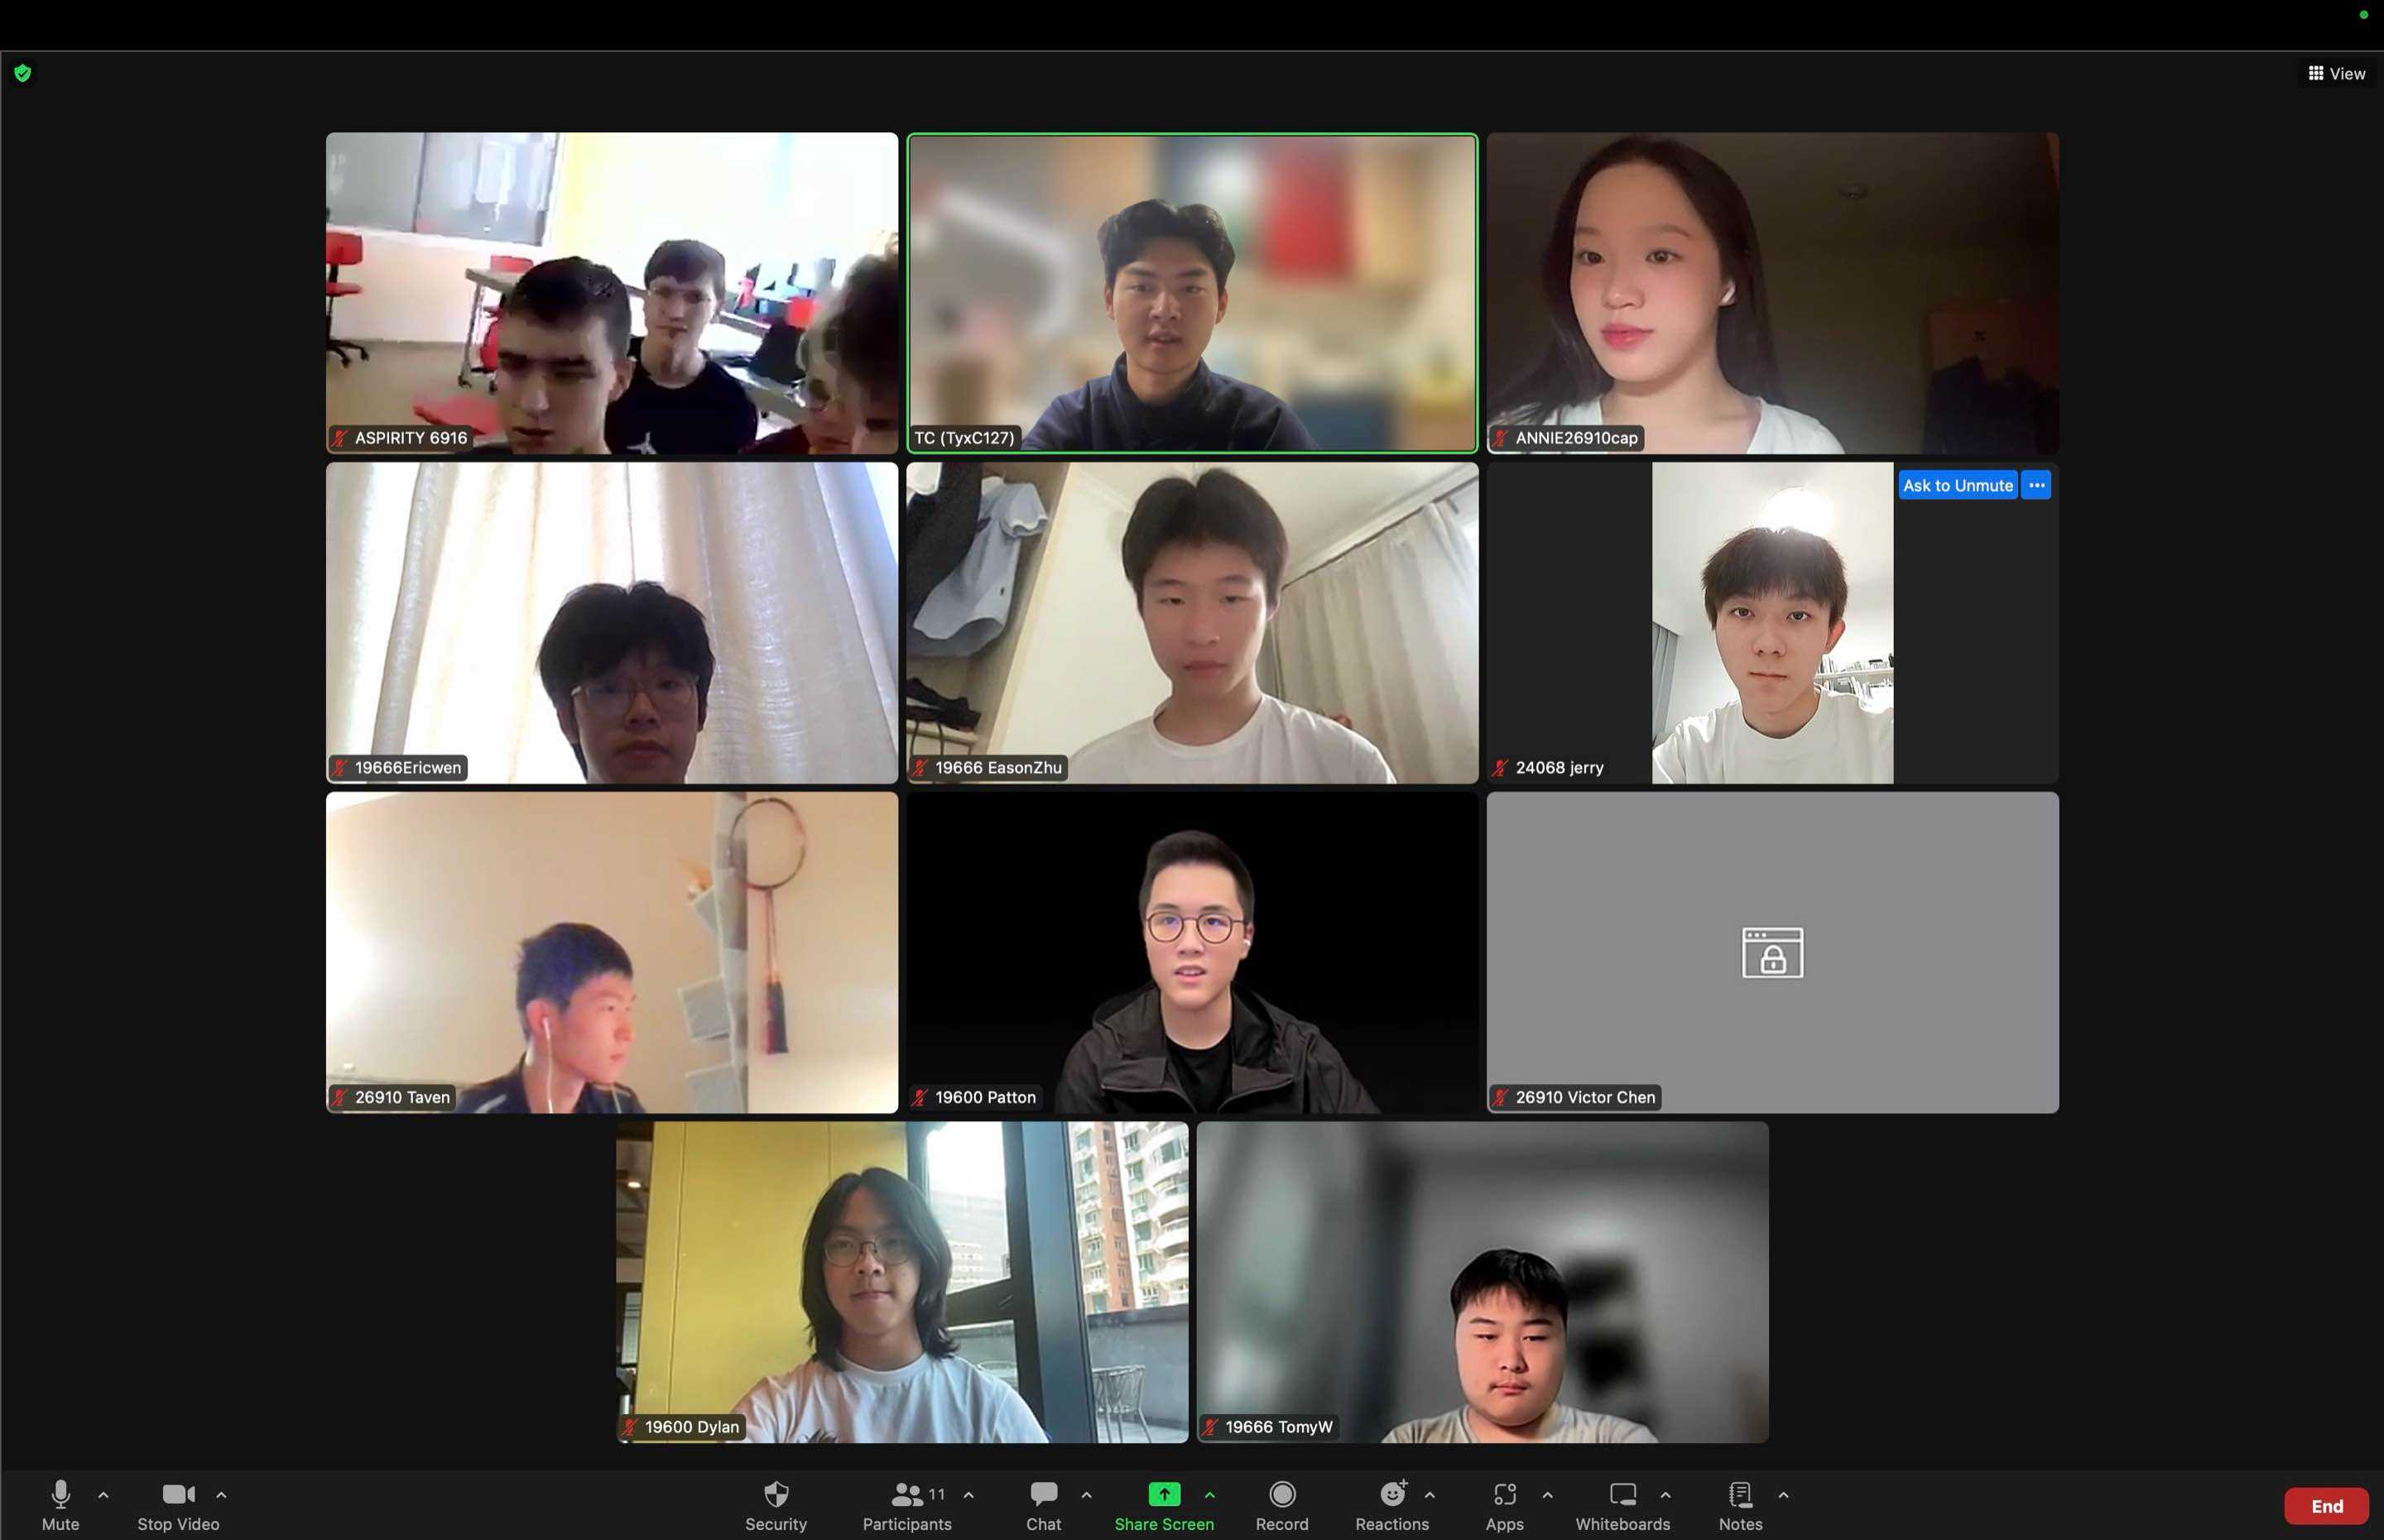 View
ASPIRITY 6916
TC (TyxC127)
ANNIE26910cap
Ask to Unmute
19666Ericwen
19666 EasonZhu
24068 jerry
26910 Taven
19600 Patton
26910 Victor Chen
19600 Dylan
19666 TomyW
11
Mute
Stop Video
Security
Participants
Chat
Share Screen
Record
Reactions
Apps
Whiteboards
Notes
End